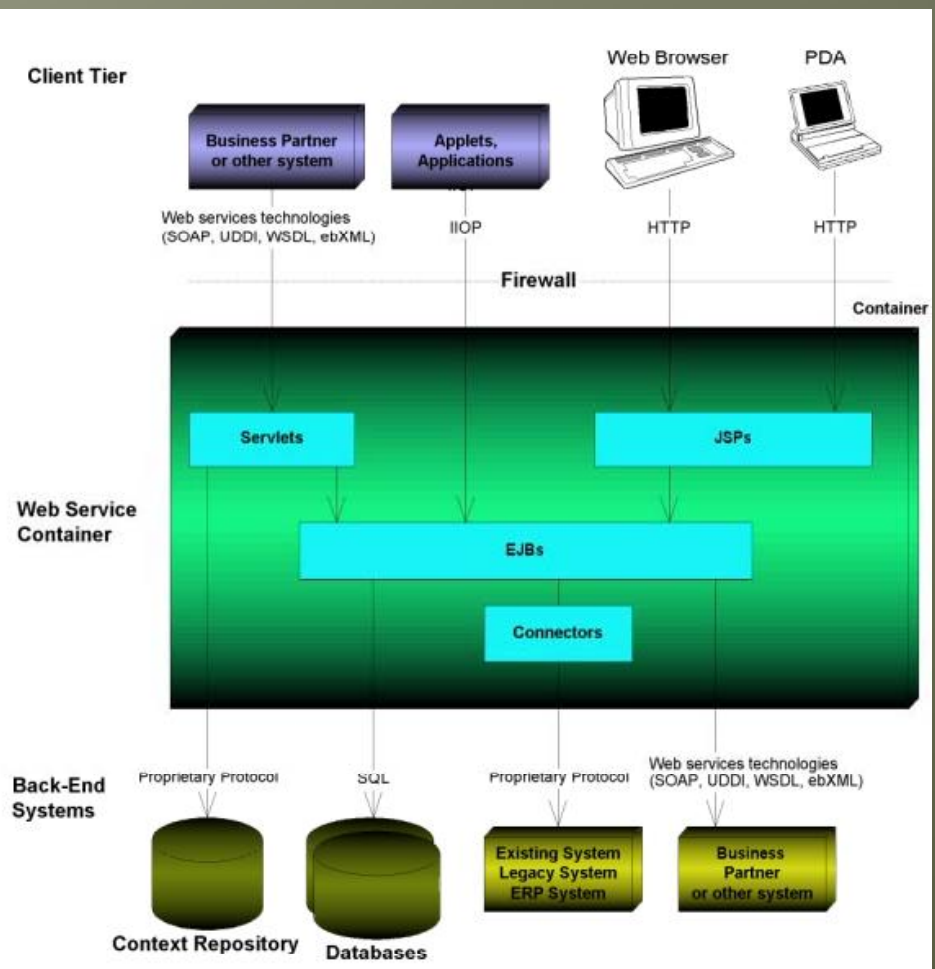 Client Tier
Web Browser
PDA
Business Partner
or other system
Applets,
Applications
Web services technologies
(SOAP, UDDI, WSDL, ebXML)
IIOP
HTTP
HTTP
Firewall
Container
Servlets
JSPs
Web Service
Container
EJBs
Connectors
Back-End
Systems
Proprietary Protocol
SQL
Proprietary Protocol
Web services technologies
(SOAP, UDDI, WSDL, ebXML)
Existing System
Legacy System
ERP System
Business
Partner
or other system
Context Repository
Databases